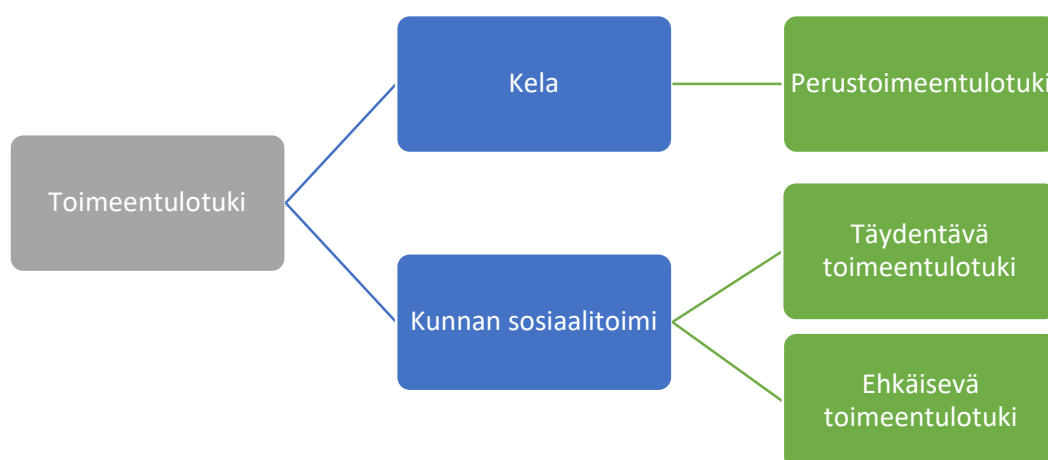 Toimeentulotuki
Kela
Perustoimeentulotuki
Kunnan sosiaalitoimi
Täydentävä
toimeentulotuki
Ehkäisevä
toimeentulotuki